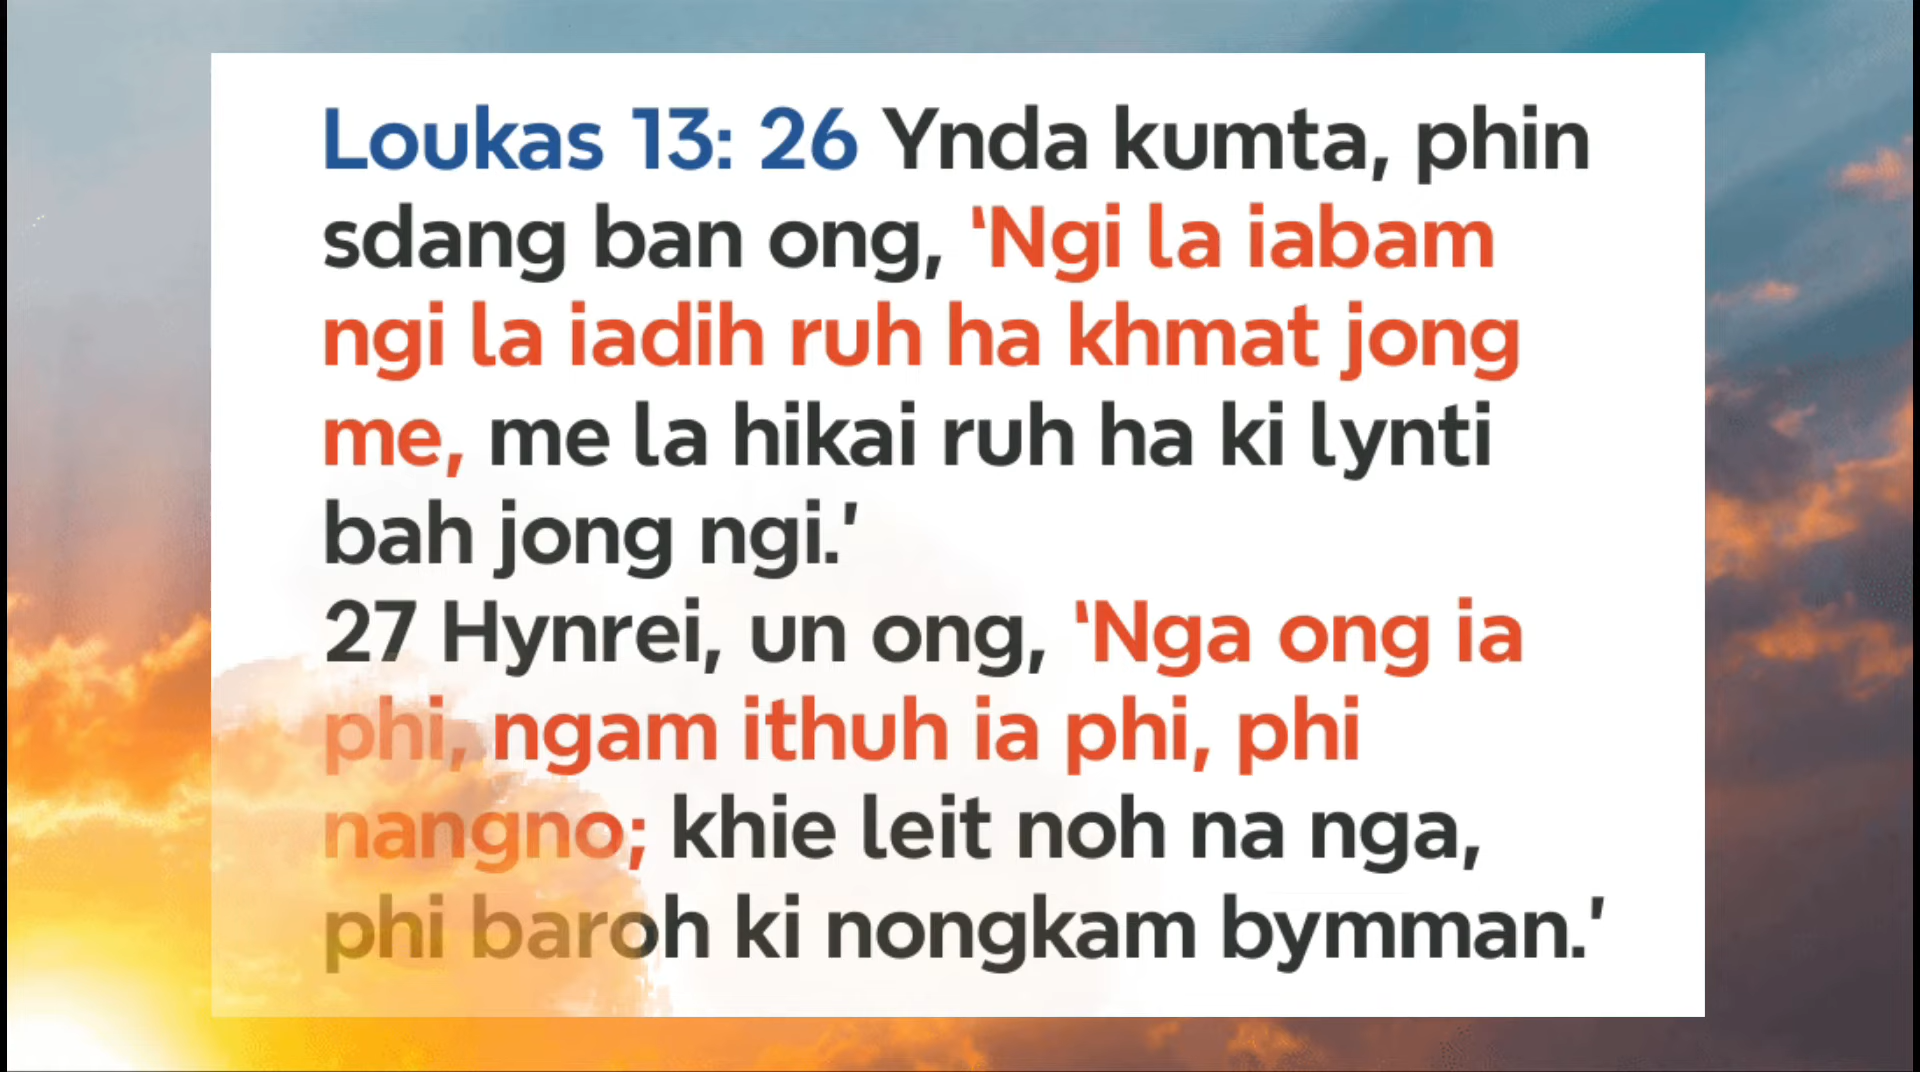 Loukas 13: 26 Ynda kumta, phin
sdang ban ong, ‘Ngi la iabam
ngi la iadih ruh ha khmat jong
me, me la hikai ruh ha ki lynti
bah jong ngi.’
27 Hynrei, un ong, ‘Nga ong ia
phi, ngam ithuh ia phi, phi
nangno; khie leit noh na nga,
phi baroh ki nongkam bymman.’